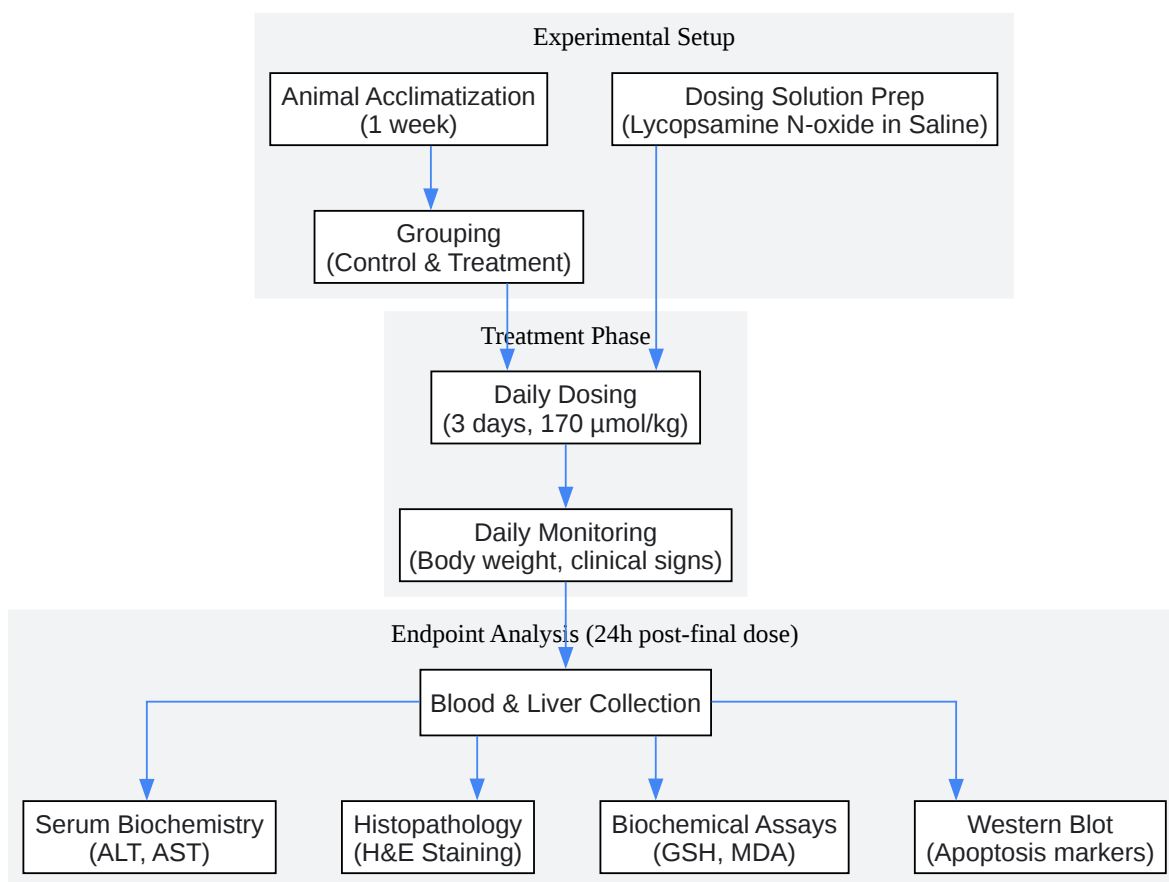 Experimental Setup
Animal Acclimatization
(1 week)
Dosing Solution Prep
(Lycopsamine N-oxide in Saline)
Grouping
(Control & Treatment)
Treatment Phase
Daily Dosing
(3 days, 170 µmol/kg)
Daily Monitoring
(Body weight, clinical signs)
Endpoint Analysis (24h post-final dose)
Blood & Liver Collection
Serum Biochemistry
(ALT, AST)
Histopathology
(H&E Staining)
Biochemical Assays
(GSH, MDA)
Western Blot
(Apoptosis markers)